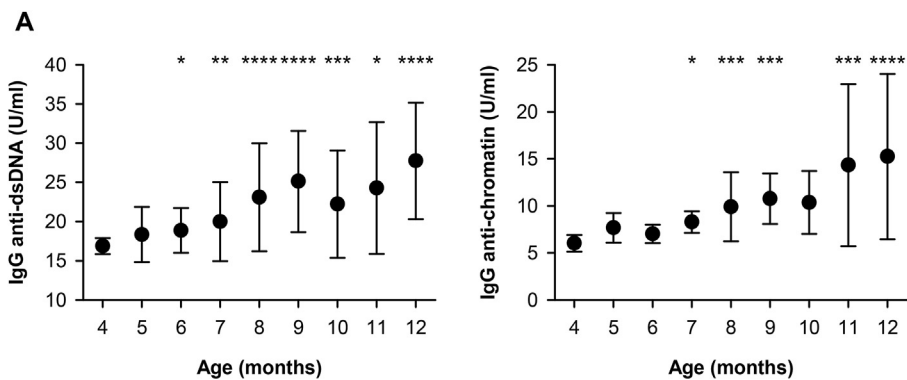 A
IgG anti-dsDNA (U/ml)
40
35
30
25
20
15
10
* ** **** **** *** * ****
4 5 6 7 8 9 10 11 12
Age (months)
IgG anti-chromatin (U/ml)
25
20
15
10
5
0
* *** *** *** ****
4 5 6 7 8 9 10 11 12
Age (months)